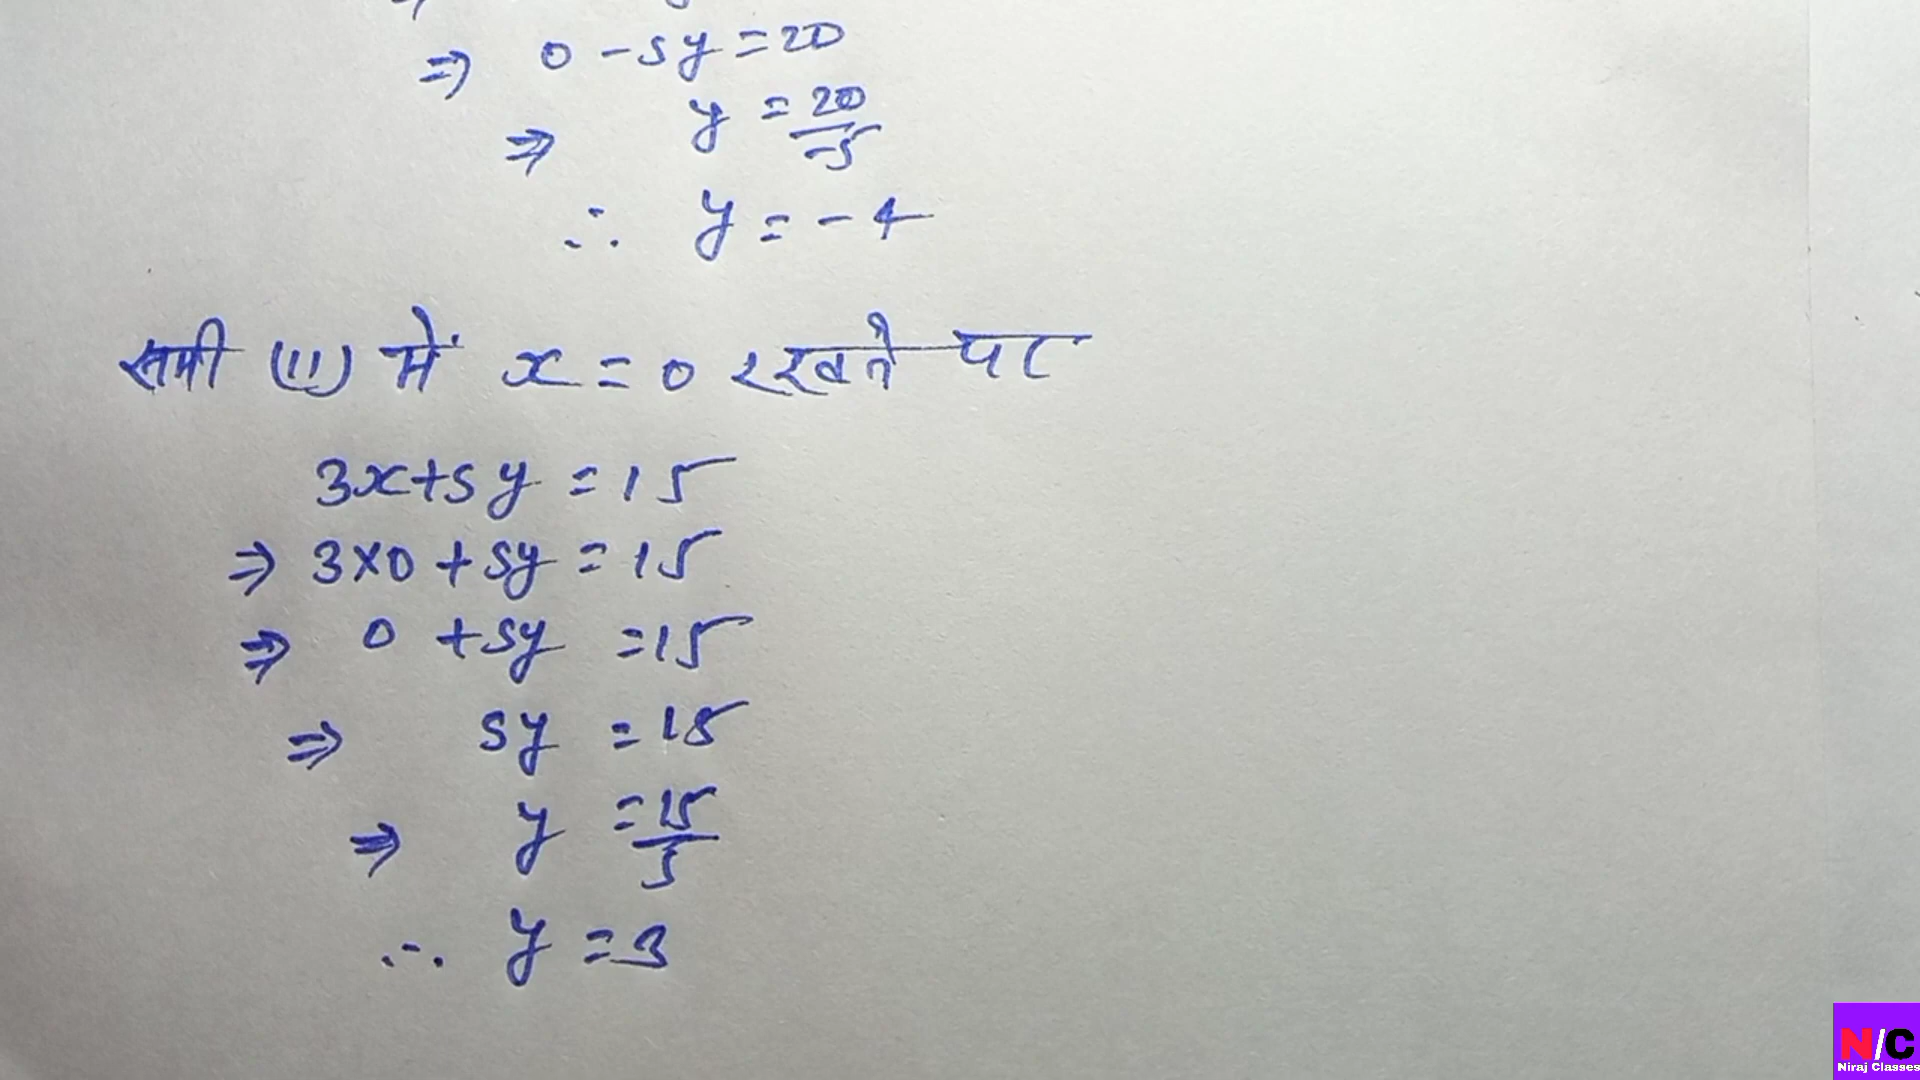 ⇒ 0 - 5y = 20
⇒ y = 20/-5
∴ y = -4
समी (11) में x = 0 रखने पर
3x+5y = 15
⇒ 3×0 + 5y = 15
⇒ 0 + 5y = 15
⇒ 5y = 15
⇒ y = 15/5
∴ y = 3
N/C
Niraj Classes